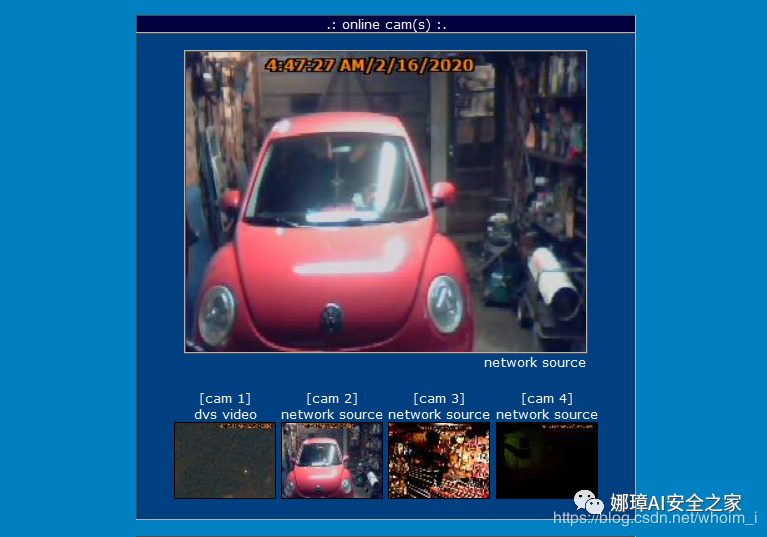 .: online cam(s) :.
4:47:27 AM/2/16/2020
network source
[cam 1] [cam 2] [cam 3] [cam 4]
dvs video network source network source network source
娜璋AI安全之家
https://blog.csdn.net/whoim_i